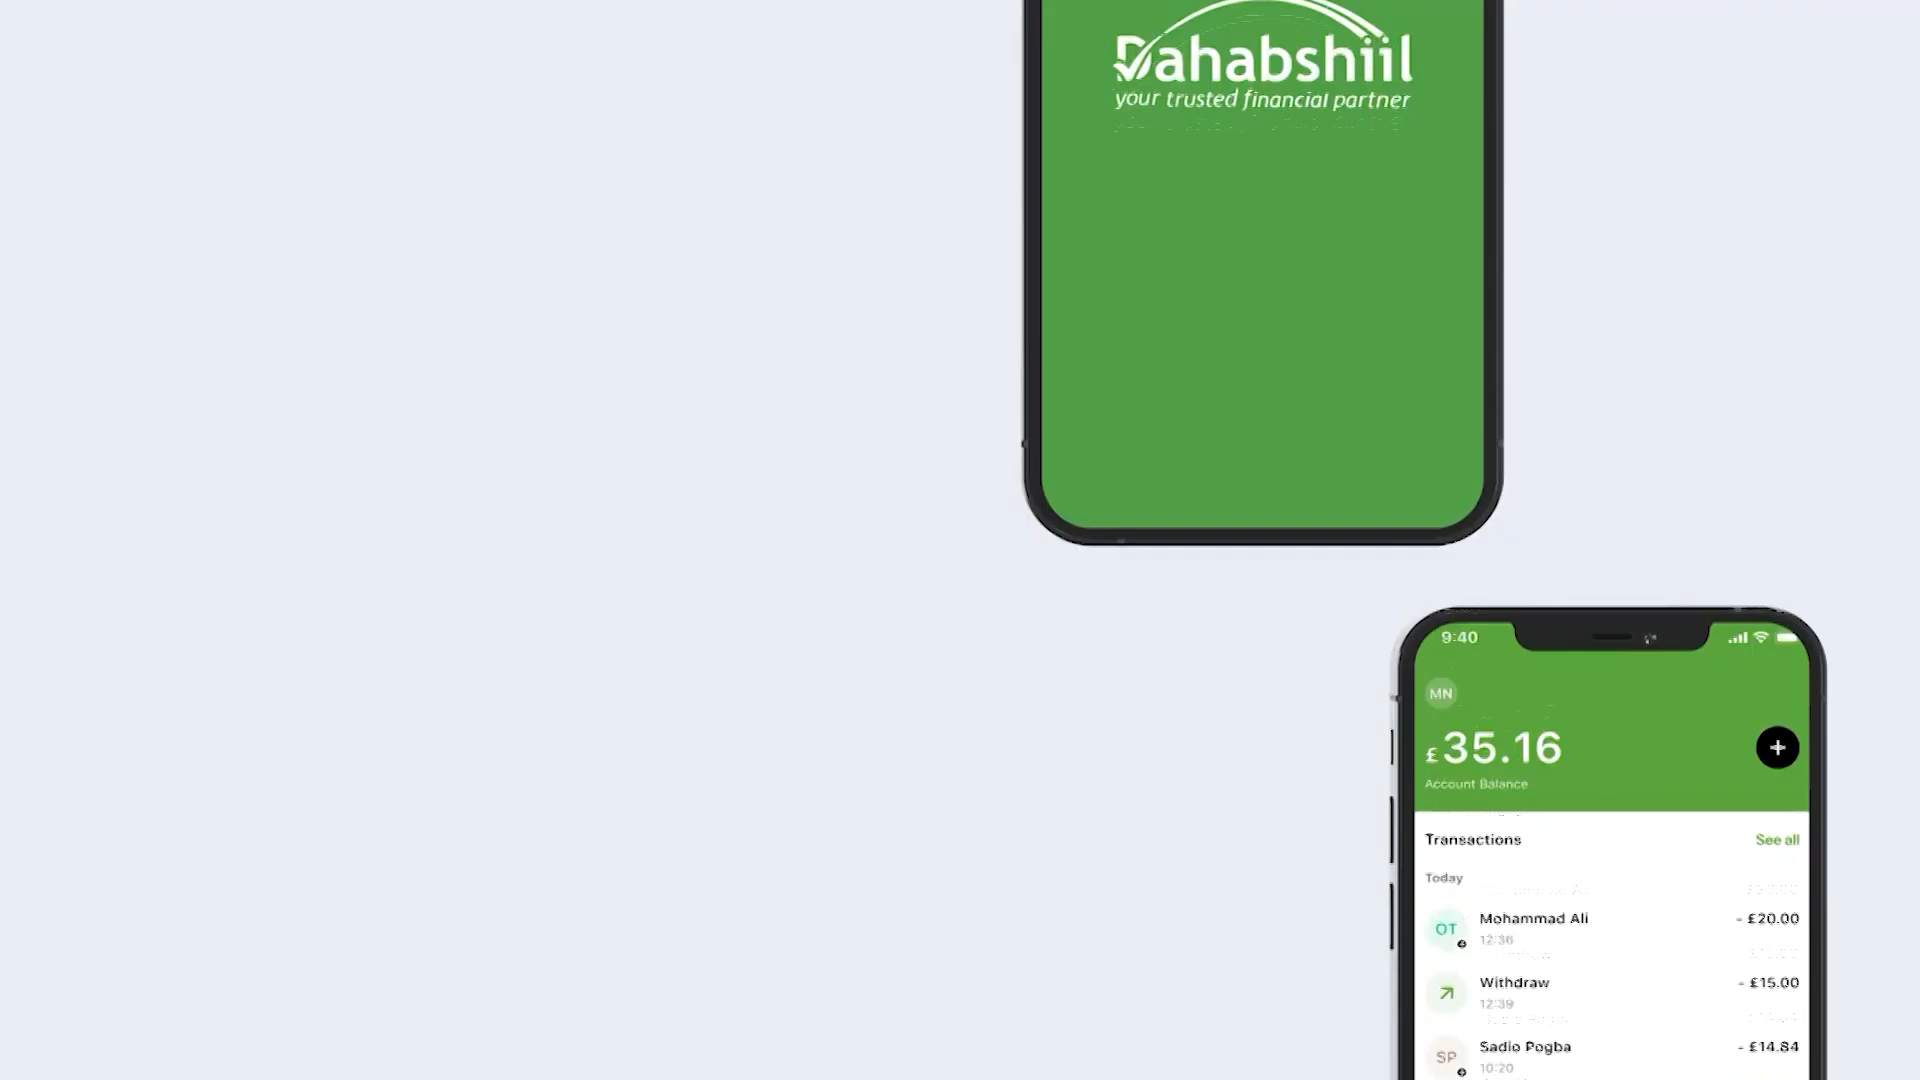 Dahabshiil
your trusted financial partner
9:40
MN
£35.16
Account Balance
Transactions See all
Today
OT Mohammad Ali - £20.00
12:36
Withdraw - £15.00
12:39
SP Sadio Pogba - £14.84
10:20